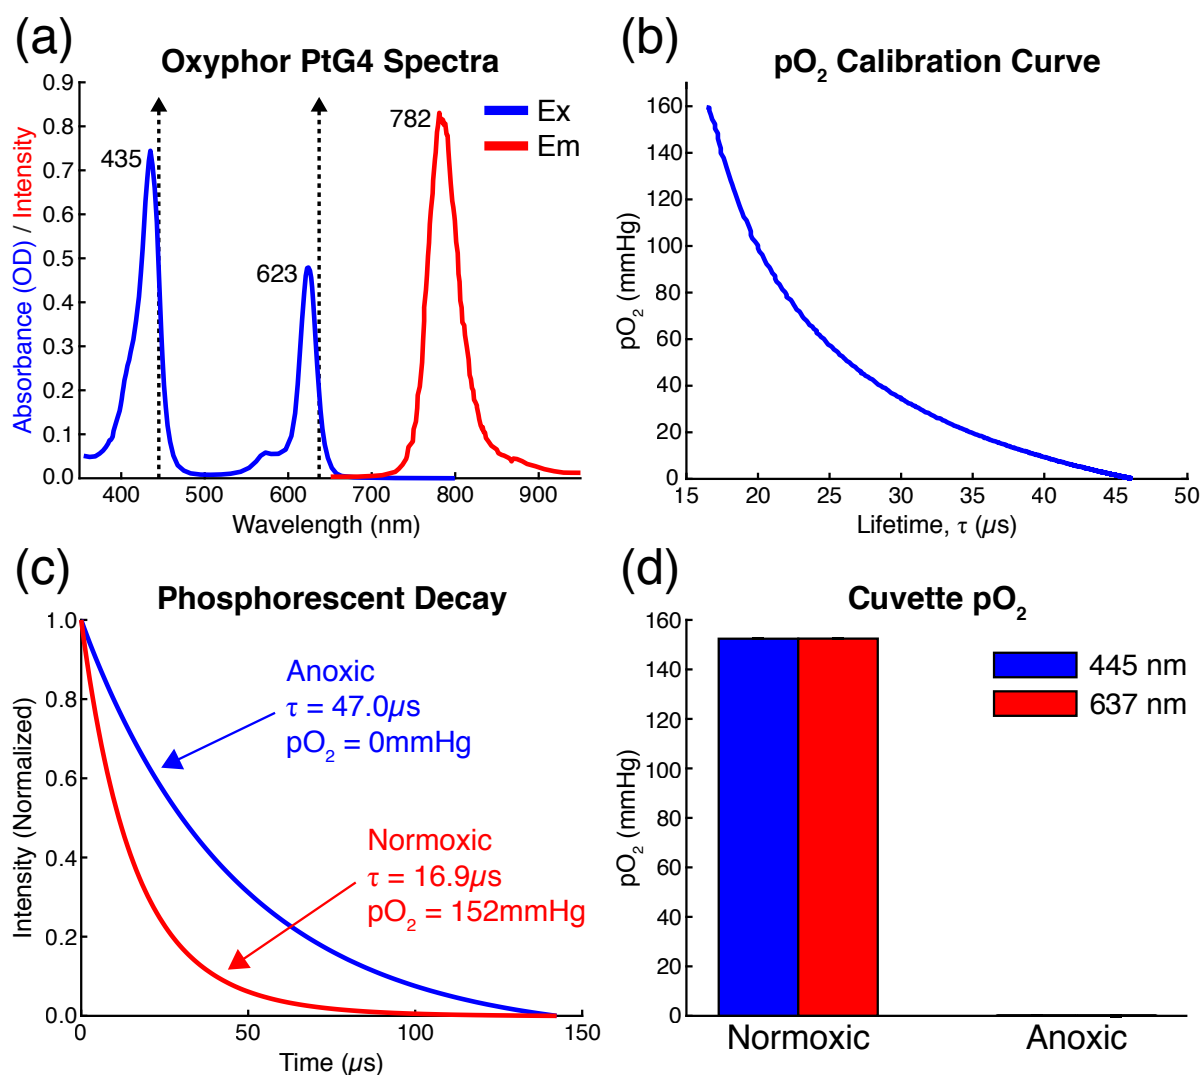 (a)
Oxyphor PtG4 Spectra
Absorbance (OD) / Intensity
0.9
0.8
0.7
0.6
0.5
0.4
0.3
0.2
0.1
0.0
435
623
782
Ex
Em
400 500 600 700 800 900
Wavelength (nm)
(b)
pO₂ Calibration Curve
pO₂ (mmHg)
160
140
120
100
80
60
40
20
0
15 20 25 30 35 40 45 50
Lifetime, τ (µs)
(c)
Phosphorescent Decay
Intensity (Normalized)
1.0
0.8
0.6
0.4
0.2
0.0
Anoxic
τ = 47.0µs
pO₂ = 0mmHg
Normoxic
τ = 16.9µs
pO₂ = 152mmHg
0 50 100 150
Time (µs)
(d)
Cuvette pO₂
pO₂ (mmHg)
160
140
120
100
80
60
40
20
0
445 nm
637 nm
Normoxic Anoxic